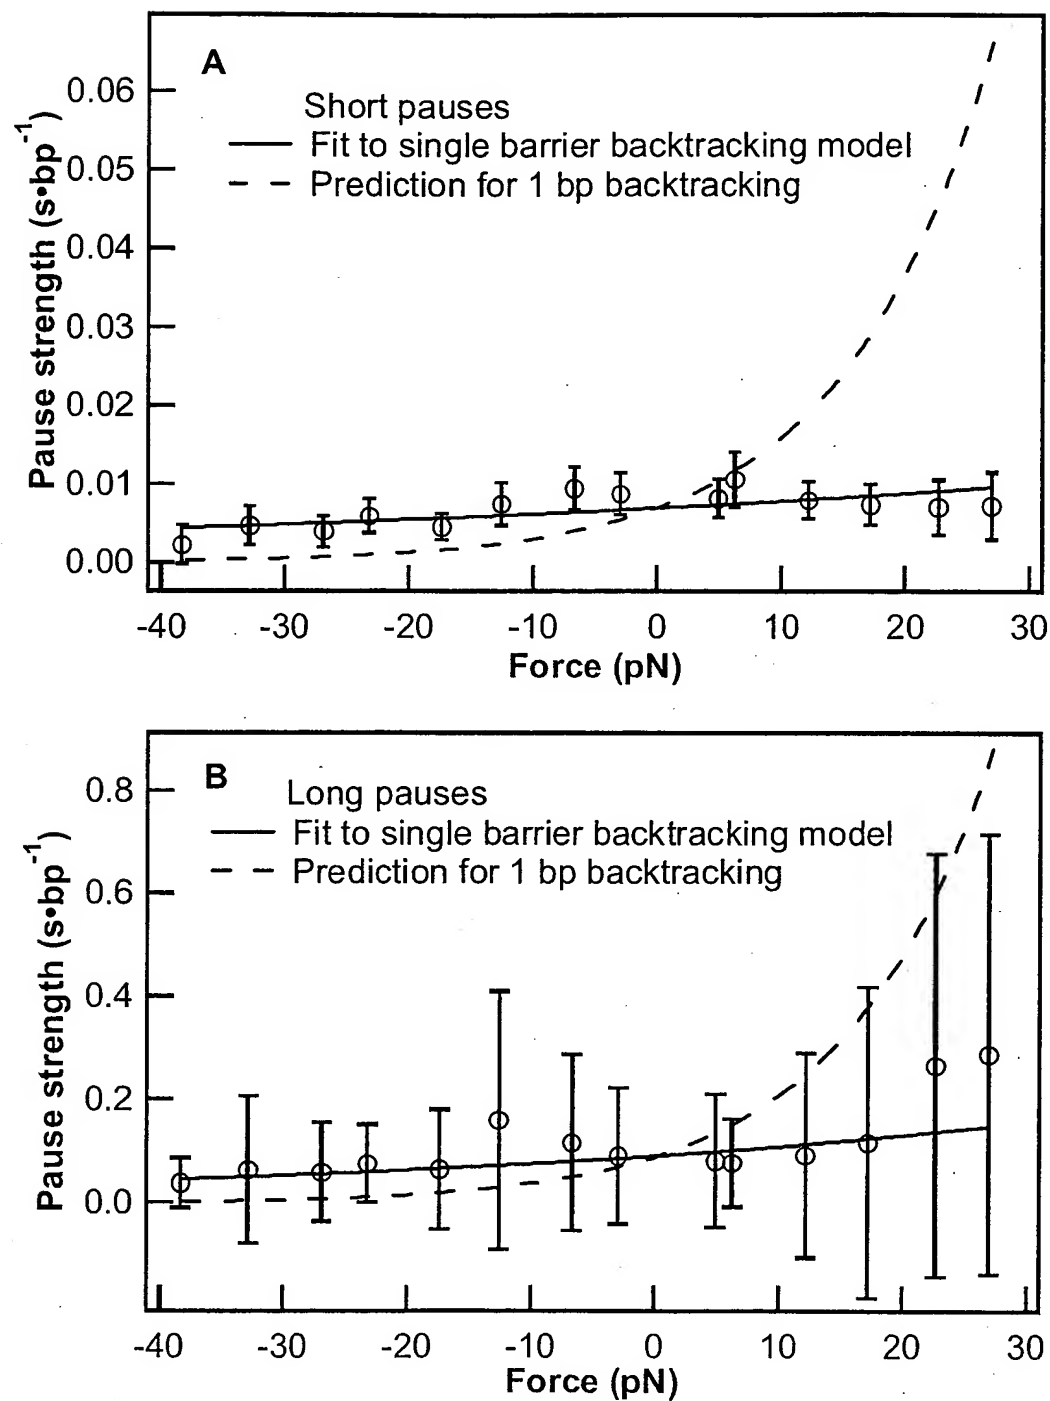 A
Short pauses
Fit to single barrier backtracking model
Prediction for 1 bp backtracking
Pause strength (s•bp⁻¹)
0.06
0.05
0.04
0.03
0.02
0.01
0.00
-40 -30 -20 -10 0 10 20 30
Force (pN)
B
Long pauses
Fit to single barrier backtracking model
Prediction for 1 bp backtracking
Pause strength (s•bp⁻¹)
0.8
0.6
0.4
0.2
0.0
-40 -30 -20 -10 0 10 20 30
Force (pN)